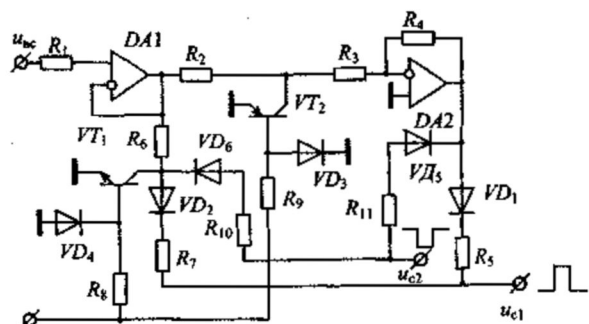 u_вс
R₁
DA1
R₂
R₃
R₄
VT₂
DA2
VT₁
R₆
VD₆
VD₃
VД₅
VD₁
VD₂
R₉
R₁₁
VD₄
R₁₀
R₇
R₅
R₈
u_c2
u_c1